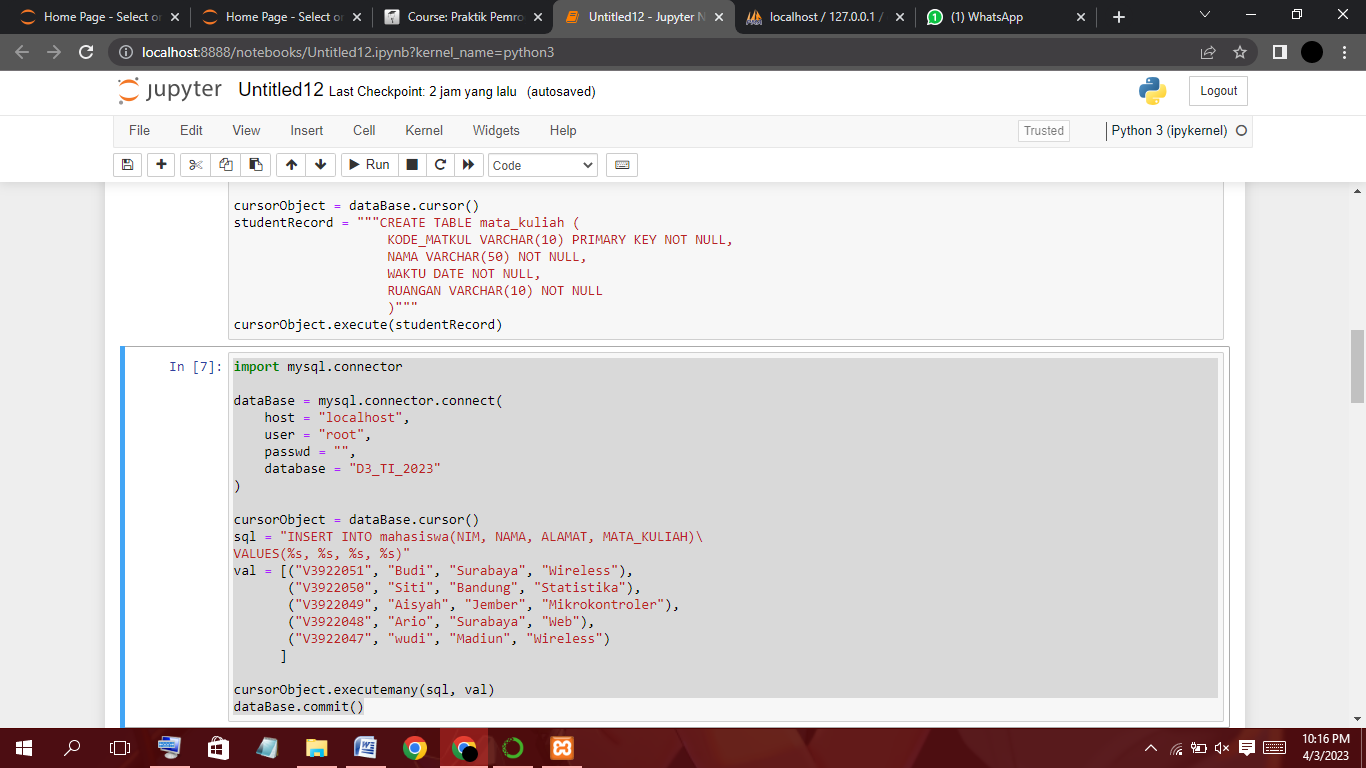 Home Page - Select or
Home Page - Select or
Course: Praktik Pemro
Untitled12 - Jupyter N
localhost / 127.0.0.1 /
(1) WhatsApp
localhost:8888/notebooks/Untitled12.ipynb?kernel_name=python3
jupyter Untitled12 Last Checkpoint: 2 jam yang lalu (autosaved)
Logout
File Edit View Insert Cell Kernel Widgets Help
Trusted
Python 3 (ipykernel)
Run
Code
cursorObject = dataBase.cursor()
studentRecord = """CREATE TABLE mata_kuliah (
KODE_MATKUL VARCHAR(10) PRIMARY KEY NOT NULL,
NAMA VARCHAR(50) NOT NULL,
WAKTU DATE NOT NULL,
RUANGAN VARCHAR(10) NOT NULL
)"""
cursorObject.execute(studentRecord)
In [7]:
import mysql.connector
dataBase = mysql.connector.connect(
host = "localhost",
user = "root",
passwd = "",
database = "D3_TI_2023"
)
cursorObject = dataBase.cursor()
sql = "INSERT INTO mahasiswa(NIM, NAMA, ALAMAT, MATA_KULIAH)\
VALUES(%s, %s, %s, %s)"
val = [("V3922051", "Budi", "Surabaya", "Wireless"),
("V3922050", "Siti", "Bandung", "Statistika"),
("V3922049", "Aisyah", "Jember", "Mikrokontroler"),
("V3922048", "Ario", "Surabaya", "Web"),
("V3922047", "wudi", "Madiun", "Wireless")
]
cursorObject.executemany(sql, val)
dataBase.commit()
10:16 PM
4/3/2023